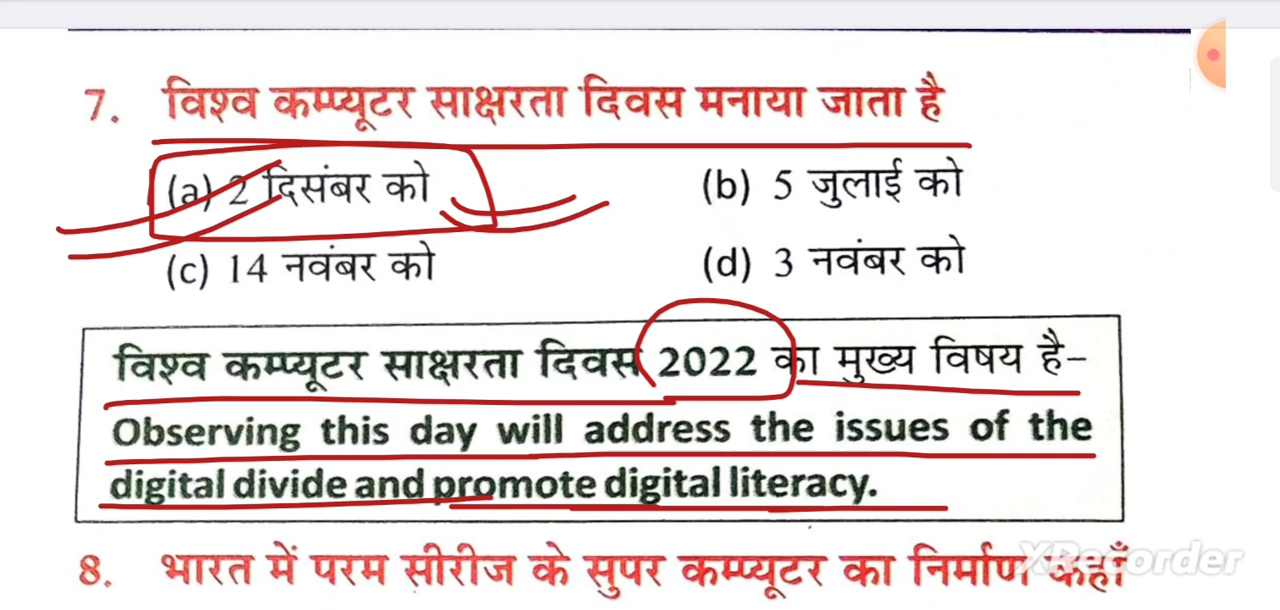 7. विश्व कम्प्यूटर साक्षरता दिवस मनाया जाता है
(a) 2 दिसंबर को (b) 5 जुलाई को
(c) 14 नवंबर को (d) 3 नवंबर को
विश्व कम्प्यूटर साक्षरता दिवस 2022 का मुख्य विषय है–
Observing this day will address the issues of the
digital divide and promote digital literacy.
8. भारत में परम सीरीज के सुपर कम्प्यूटर का निर्माण कहाँ
XRecorder